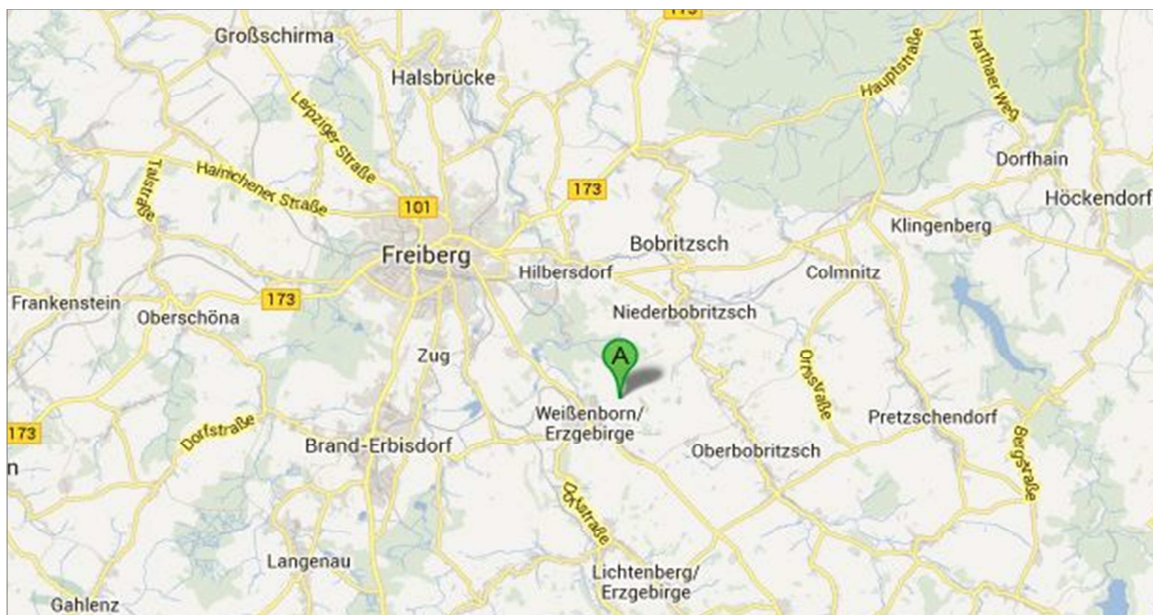 173
Großschirma
Halsbrücke
Hauptstraße
Harthaer Weg
Leipziger Straße
Dorfhain
Talstraße
Hainichener Straße
173
Höckendorf
101
Klingenberg
Bobritzsch
Freiberg
Hilbersdorf
Colmnitz
Frankenstein
173
Oberschöna
Niederbobritzsch
Zug
A
Ortsstraße
Weißenborn/
Erzgebirge
Pretzschendorf
173
Dorfstraße
Brand-Erbisdorf
Oberbobritzsch
Bergstraße
n
Langenau
Lichtenberg/
Erzgebirge
Gahlenz